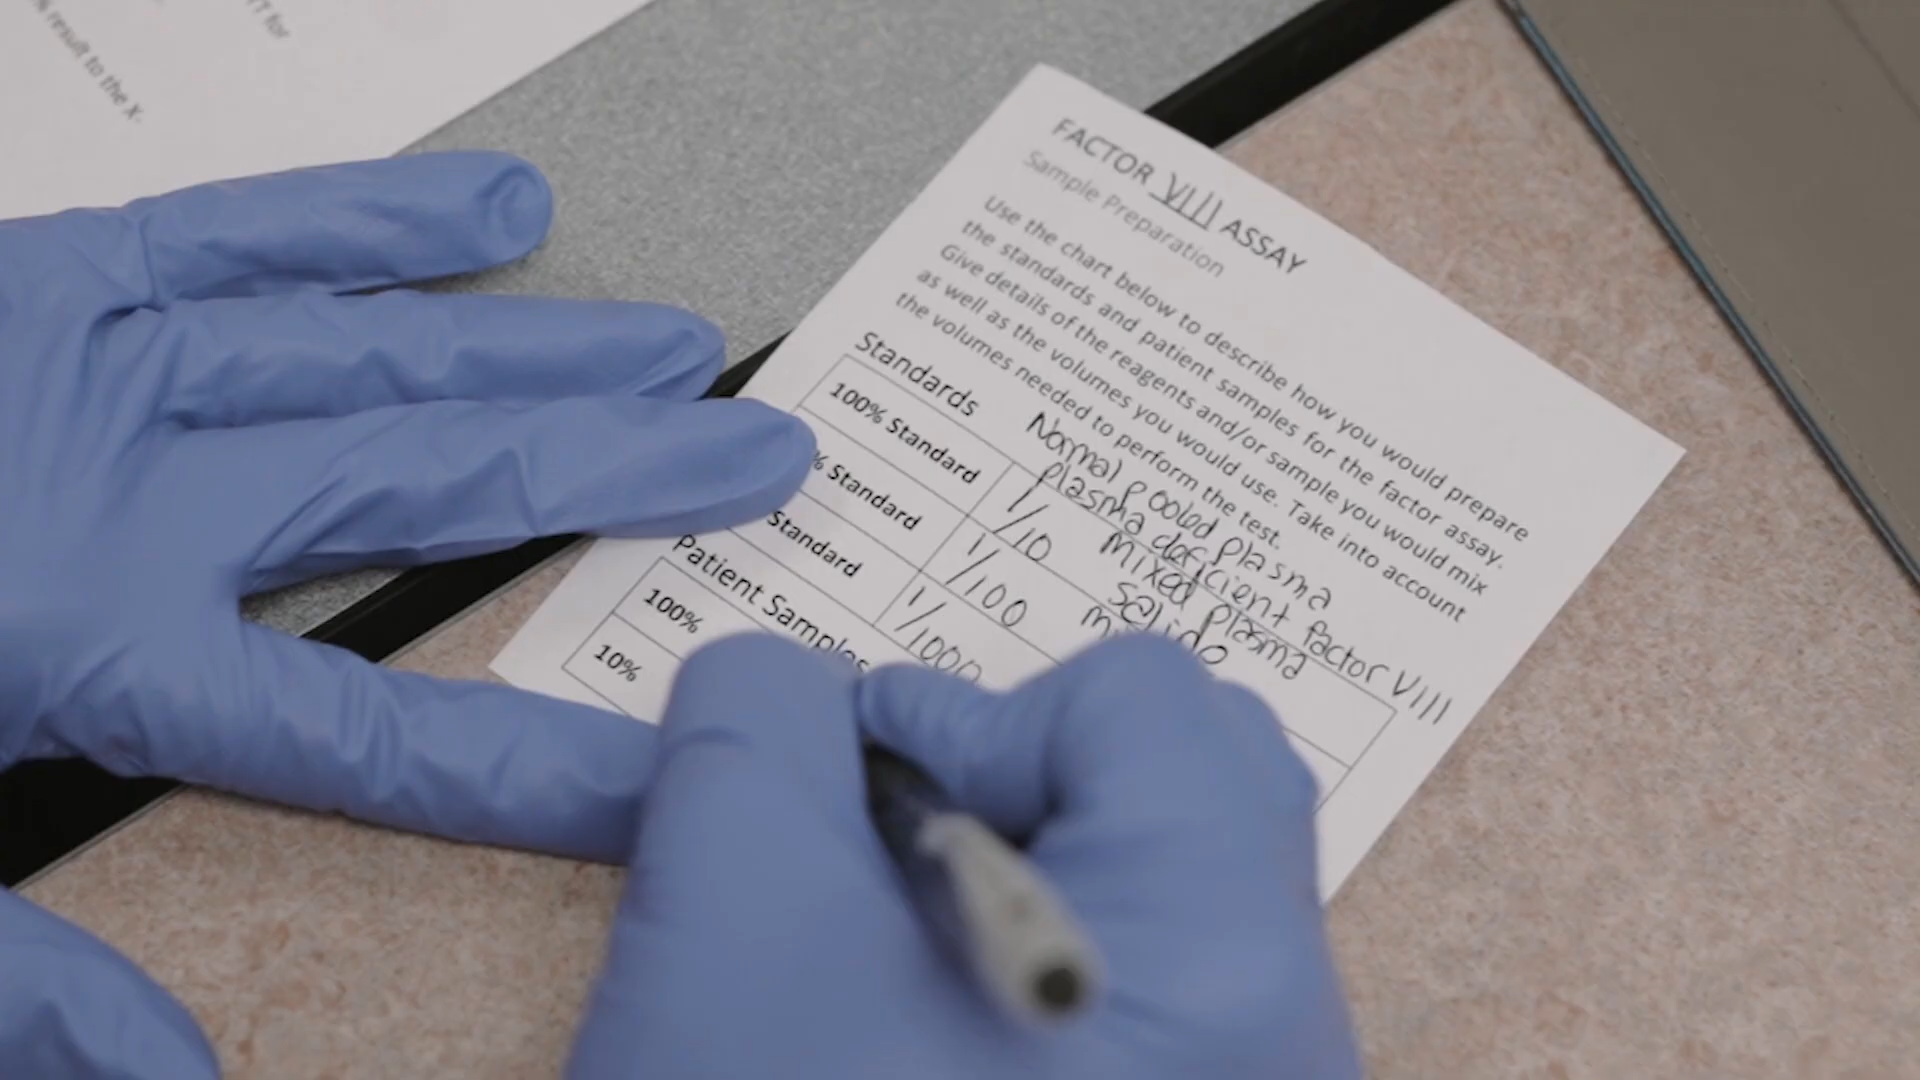 T for
% result to the X-
FACTOR VIII ASSAY
Sample Preparation
Use the chart below to describe how you would prepare
the standards and patient samples for the factor assay.
Give details of the reagents and/or sample you would mix
as well as the volumes you would use. Take into account
the volumes needed to perform the test.
Standards
Normal pooled plasma
plasma deficient factor VIII
100% Standard 1/10 mixed plasma
% Standard 1/100
Standard 1/1000
Patient Samples
100%
10%